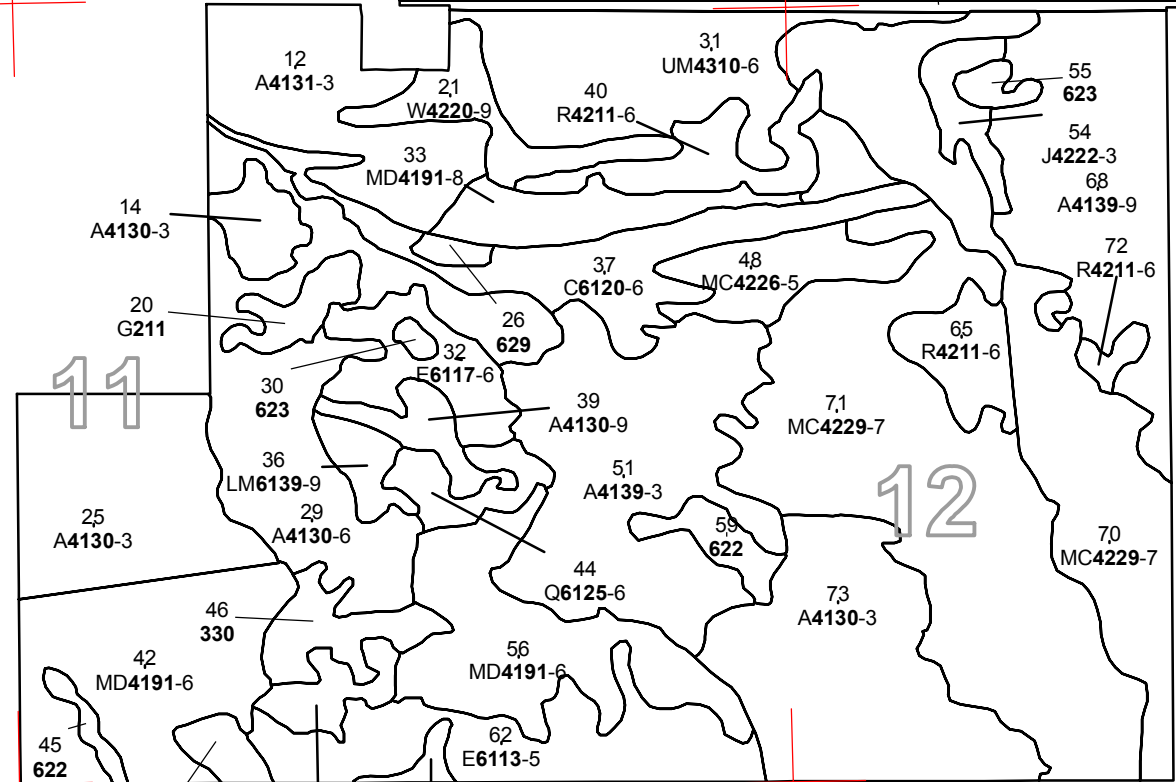 31
UM4310-6
12
A4131-3
55
623
21
W4220-9
40
R4211-6
54
J4222-3
33
MD4191-8
68
A4139-9
14
A4130-3
72
R4211-6
37
C6120-6
48
MC4226-5
20
G211
26
629
65
R4211-6
32
E6117-6
11
30
623
39
A4130-9
71
MC4229-7
36
LM6139-9
51
A4139-3
12
25
A4130-3
29
A4130-6
59
622
70
MC4229-7
44
Q6125-6
73
A4130-3
46
330
42
MD4191-6
56
MD4191-6
45
622
62
E6113-5